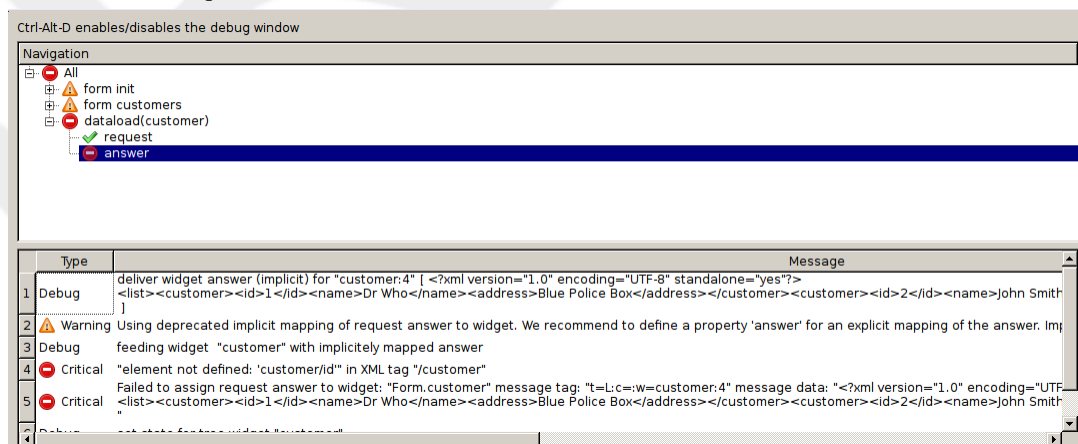 Ctrl-Alt-D enables/disables the debug window
Navigation
All
form init
form customers
dataload(customer)
request
answer
Type Message
1 Debug deliver widget answer (implicit) for "customer:4" [ <?xml version="1.0" encoding="UTF-8" standalone="yes"?>
<list><customer><id>1</id><name>Dr Who</name><address>Blue Police Box</address></customer><customer><id>2</id><name>John Smith
]
2 Warning Using deprecated implicit mapping of request answer to widget. We recommend to define a property 'answer' for an explicit mapping of the answer.
3 Debug feeding widget "customer" with implicitely mapped answer
4 Critical "element not defined: 'customer/id'" in XML tag "/customer"
5 Critical Failed to assign request answer to widget: "Form.customer" message tag: "t=L:c=:w=customer:4" message data: "<?xml version="1.0" encoding="UTF
<list><customer><id>1</id><name>Dr Who</name><address>Blue Police Box</address></customer><customer><id>2</id><name>John Smith
"